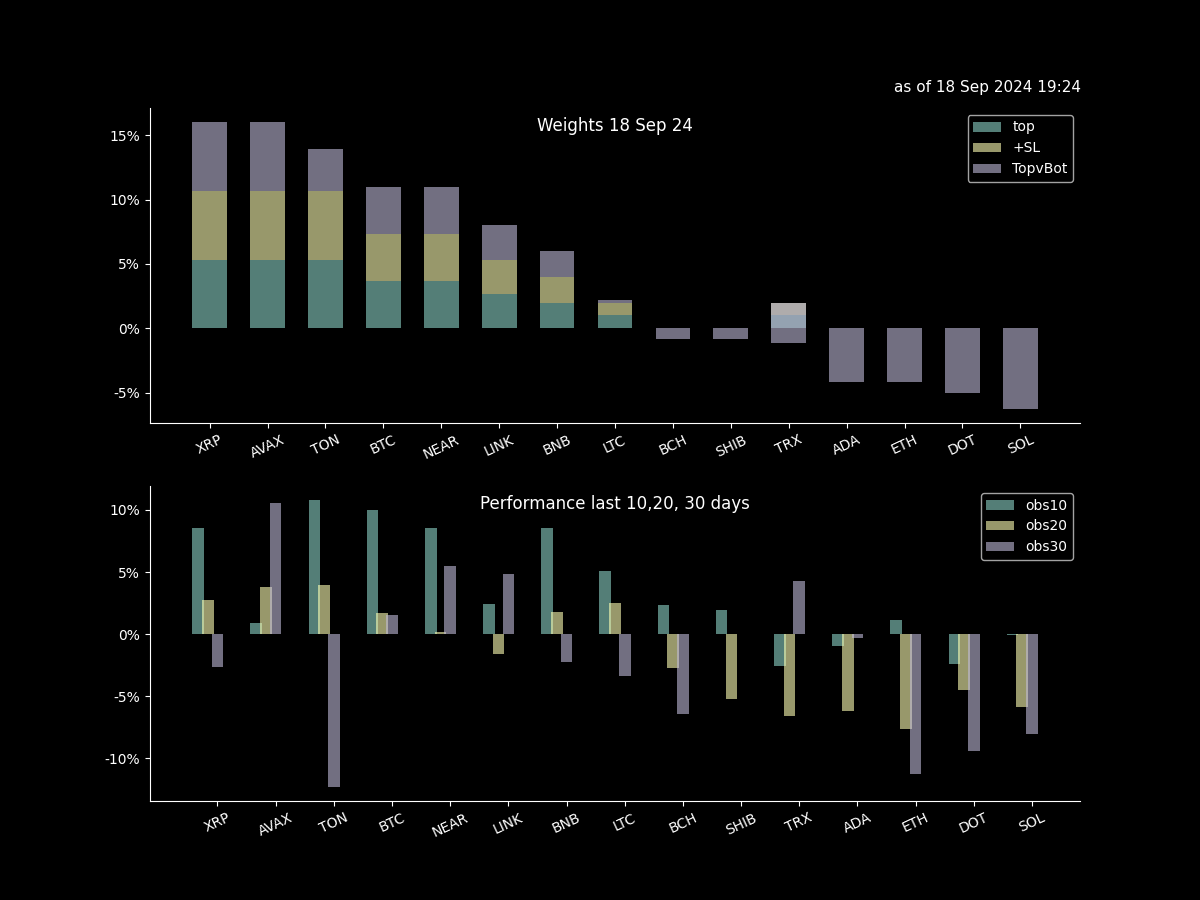 as of 18 Sep 2024 19:24
Weights 18 Sep 24
top
+SL
TopvBot
15%
10%
5%
0%
-5%
XRP AVAX TON BTC NEAR LINK BNB LTC BCH SHIB TRX ADA ETH DOT SOL
Performance last 10,20, 30 days
obs10
obs20
obs30
10%
5%
0%
-5%
-10%
XRP AVAX TON BTC NEAR LINK BNB LTC BCH SHIB TRX ADA ETH DOT SOL